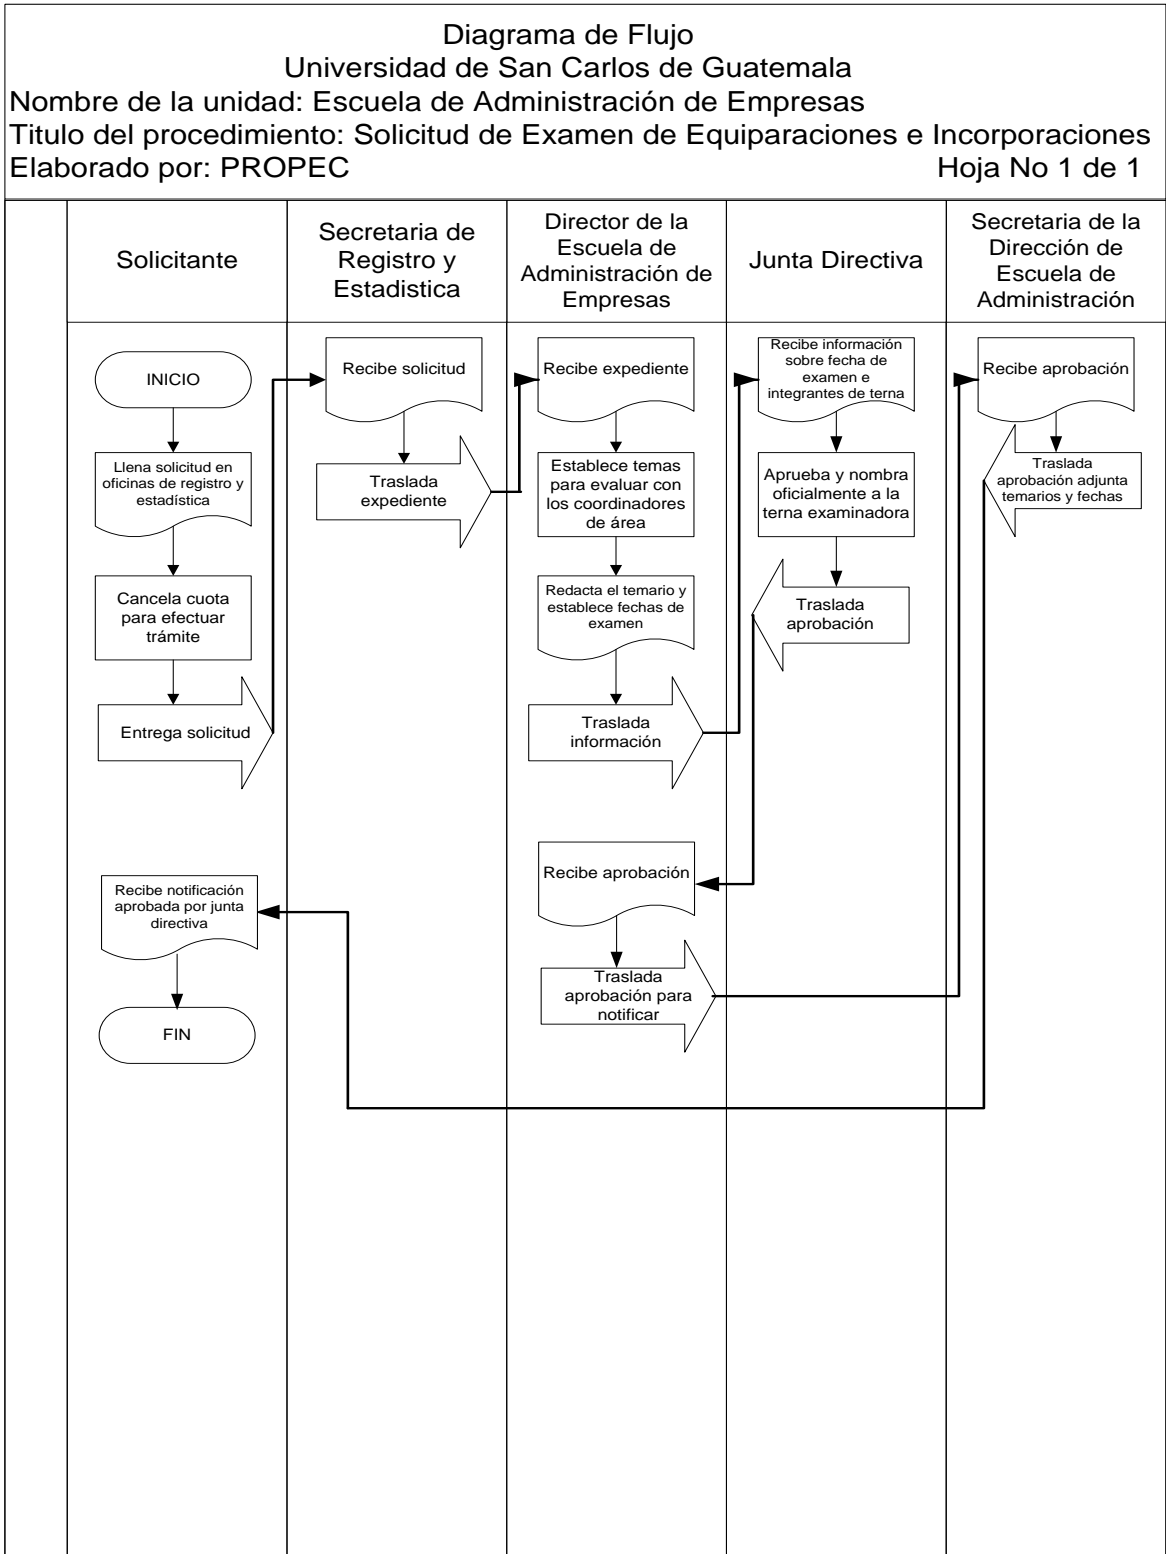 Diagrama de Flujo
Universidad de San Carlos de Guatemala
Nombre de la unidad: Escuela de Administración de Empresas
Titulo del procedimiento: Solicitud de Examen de Equiparaciones e Incorporaciones
Elaborado por: PROPEC Hoja No 1 de 1
Solicitante
Secretaria de
Registro y
Estadistica
Director de la
Escuela de
Administración de
Empresas
Junta Directiva
Secretaria de la
Dirección de
Escuela de
Administración
INICIO
Llena solicitud en
oficinas de registro y
estadística
Cancela cuota
para efectuar
trámite
Entrega solicitud
Recibe solicitud
Traslada
expediente
Recibe expediente
Establece temas
para evaluar con
los coordinadores
de área
Redacta el temario y
establece fechas de
examen
Traslada
información
Recibe información
sobre fecha de
examen e
integrantes de terna
Aprueba y nombra
oficialmente a la
terna examinadora
Traslada
aprobación
Recibe aprobación
Traslada
aprobación para
notificar
Recibe aprobación
Traslada
aprobación adjunta
temarios y fechas
Recibe notificación
aprobada por junta
directiva
FIN